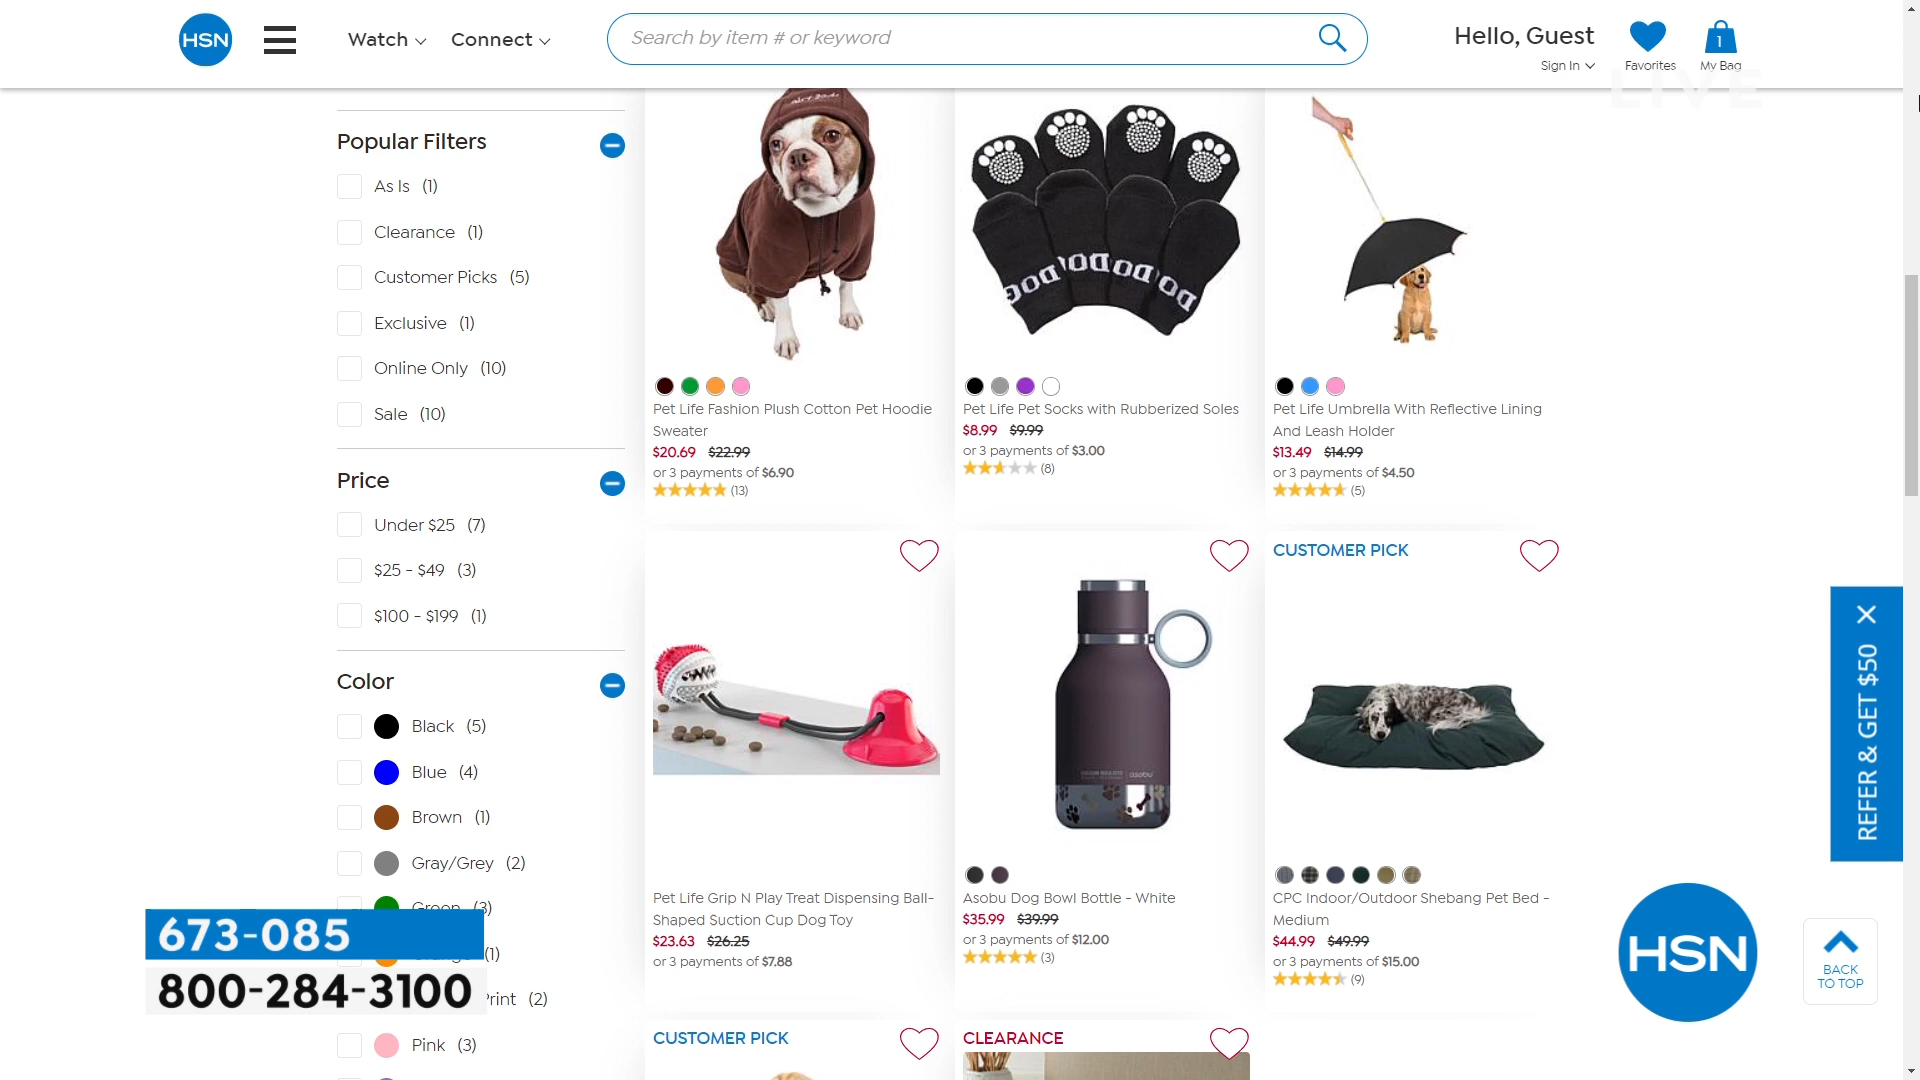 HSN
Watch
Connect
Search by item # or keyword
Hello, Guest
Sign In
Favorites
1
My Bag
LIVE
Popular Filters
As Is (1)
Clearance (1)
Customer Picks (5)
Exclusive (1)
Online Only (10)
Sale (10)
Price
Under $25 (7)
$25 - $49 (3)
$100 - $199 (1)
Color
Black (5)
Blue (4)
Brown (1)
Gray/Grey (2)
Green (3)
(1)
Print (2)
Pink (3)
673-085
800-284-3100
DOG
Pet Life Fashion Plush Cotton Pet Hoodie
Sweater
$20.69 $22.99
or 3 payments of $6.90
(13)
Pet Life Pet Socks with Rubberized Soles
$8.99 $9.99
or 3 payments of $3.00
(8)
Pet Life Umbrella With Reflective Lining
And Leash Holder
$13.49 $14.99
or 3 payments of $4.50
(5)
Pet Life Grip N Play Treat Dispensing Ball-
Shaped Suction Cup Dog Toy
$23.63 $26.25
or 3 payments of $7.88
asobu
Asobu Dog Bowl Bottle - White
$35.99 $39.99
or 3 payments of $12.00
(3)
CUSTOMER PICK
CPC Indoor/Outdoor Shebang Pet Bed -
Medium
$44.99 $49.99
or 3 payments of $15.00
(9)
CUSTOMER PICK
CLEARANCE
REFER & GET $50
HSN
BACK
TO TOP